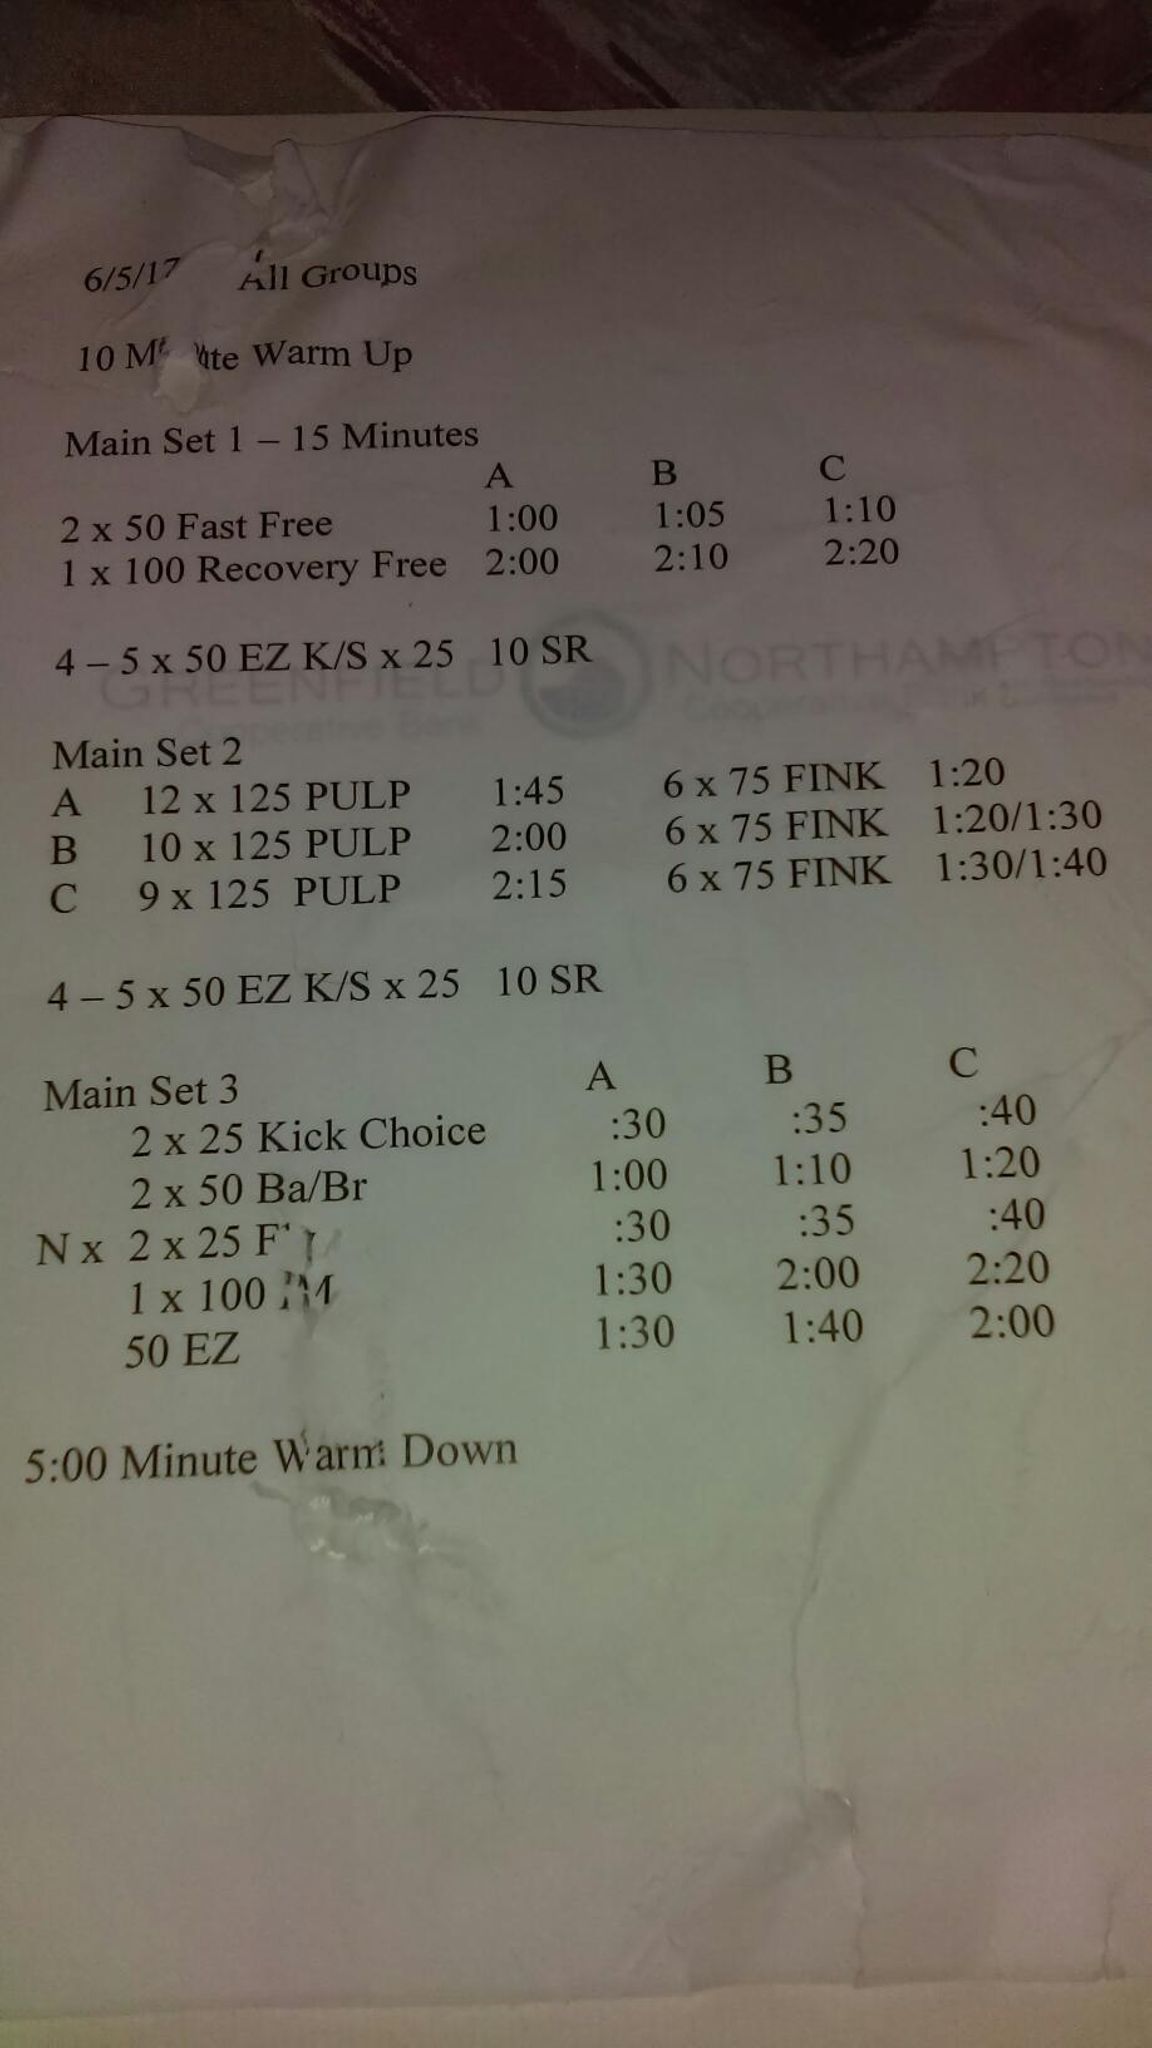 6/5/17 All Groups
10 Warm Up
Main Set 1 – 15 Minutes
A B C
2 x 50 Fast Free 1:00 1:05 1:10
1 x 100 Recovery Free 2:00 2:10 2:20
4 – 5 x 50 EZ K/S x 25 10 SR
GREENFIELD NORTHAMPTON
Cooperative Bank Cooperative Bank
Main Set 2
A 12 x 125 PULP 1:45 6 x 75 FINK 1:20
B 10 x 125 PULP 2:00 6 x 75 FINK 1:20/1:30
C 9 x 125 PULP 2:15 6 x 75 FINK 1:30/1:40
4 – 5 x 50 EZ K/S x 25 10 SR
Main Set 3 A B C
2 x 25 Kick Choice :30 :35 :40
2 x 50 Ba/Br 1:00 1:10 1:20
N x 2 x 25 :30 :35 :40
1 x 100 IM 1:30 2:00 2:20
50 EZ 1:30 1:40 2:00
5:00 Minute Warm Down